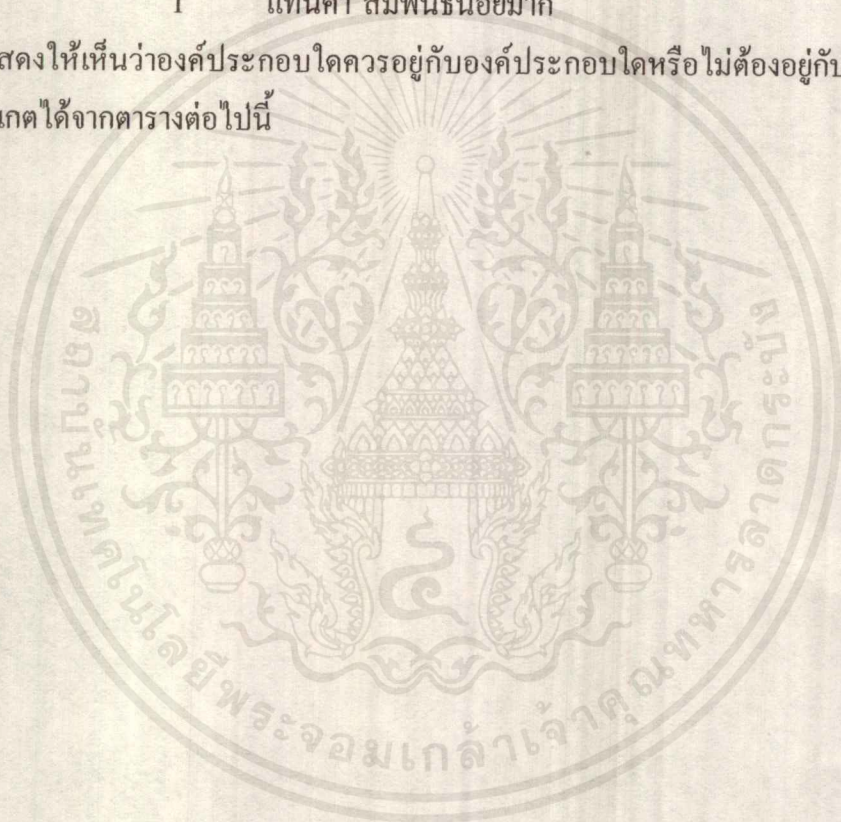 1 แทนค่า สัมพันธ์น้อยมาก
สดงให้เห็นว่าองค์ประกอบใดควรอยู่กับองค์ประกอบใดหรือไม่ต้องอยู่กับ
เกตได้จากตารางต่อไปนี้
สถาบันเทคโนโลยีพระจอมเกล้าเจ้าคุณทหารลาดกระบัง